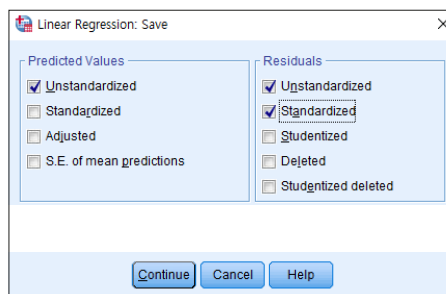 Linear Regression: Save
Predicted Values
Unstandardized
Standardized
Adjusted
S.E. of mean predictions
Residuals
Unstandardized
Standardized
Studentized
Deleted
Studentized deleted
Continue
Cancel
Help